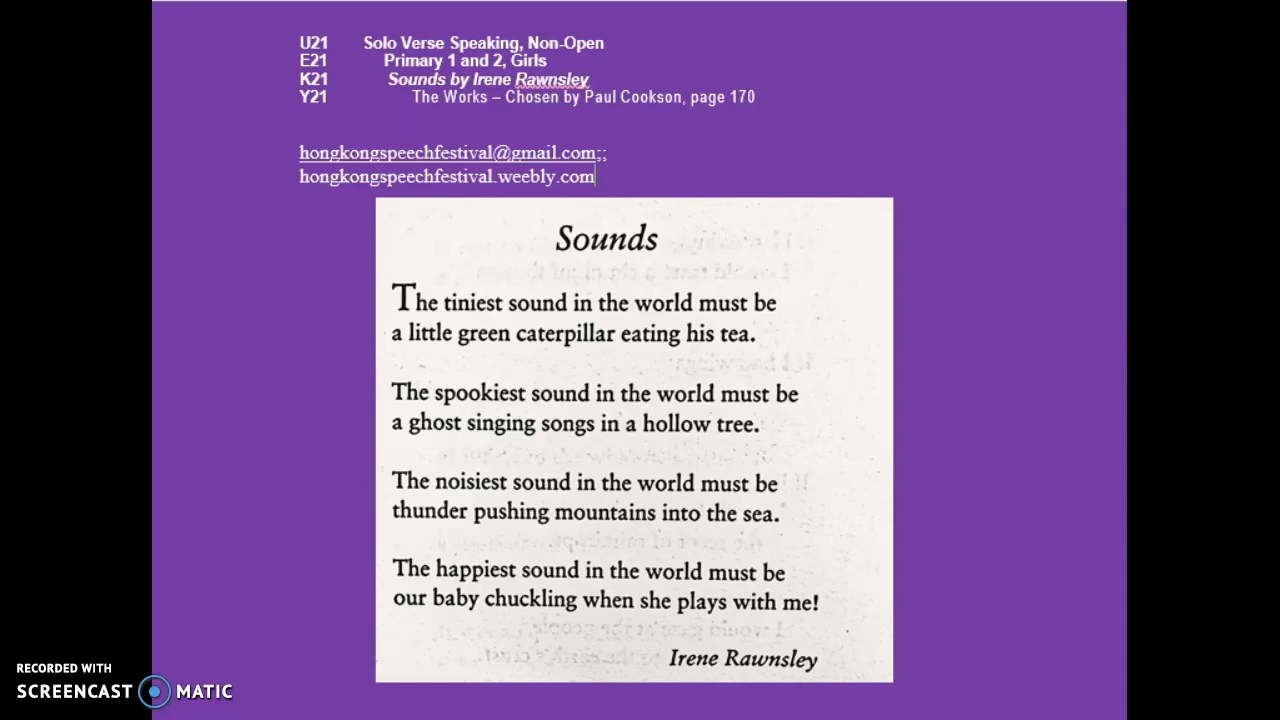 U21 Solo Verse Speaking, Non-Open
E21 Primary 1 and 2, Girls
K21 Sounds by Irene Rawnsley
Y21 The Works – Chosen by Paul Cookson, page 170
hongkongspeechfestival@gmail.com;;
hongkongspeechfestival.weebly.com
Sounds
The tiniest sound in the world must be
a little green caterpillar eating his tea.
The spookiest sound in the world must be
a ghost singing songs in a hollow tree.
The noisiest sound in the world must be
thunder pushing mountains into the sea.
The happiest sound in the world must be
our baby chuckling when she plays with me!
Irene Rawnsley
RECORDED WITH
SCREENCAST MATIC